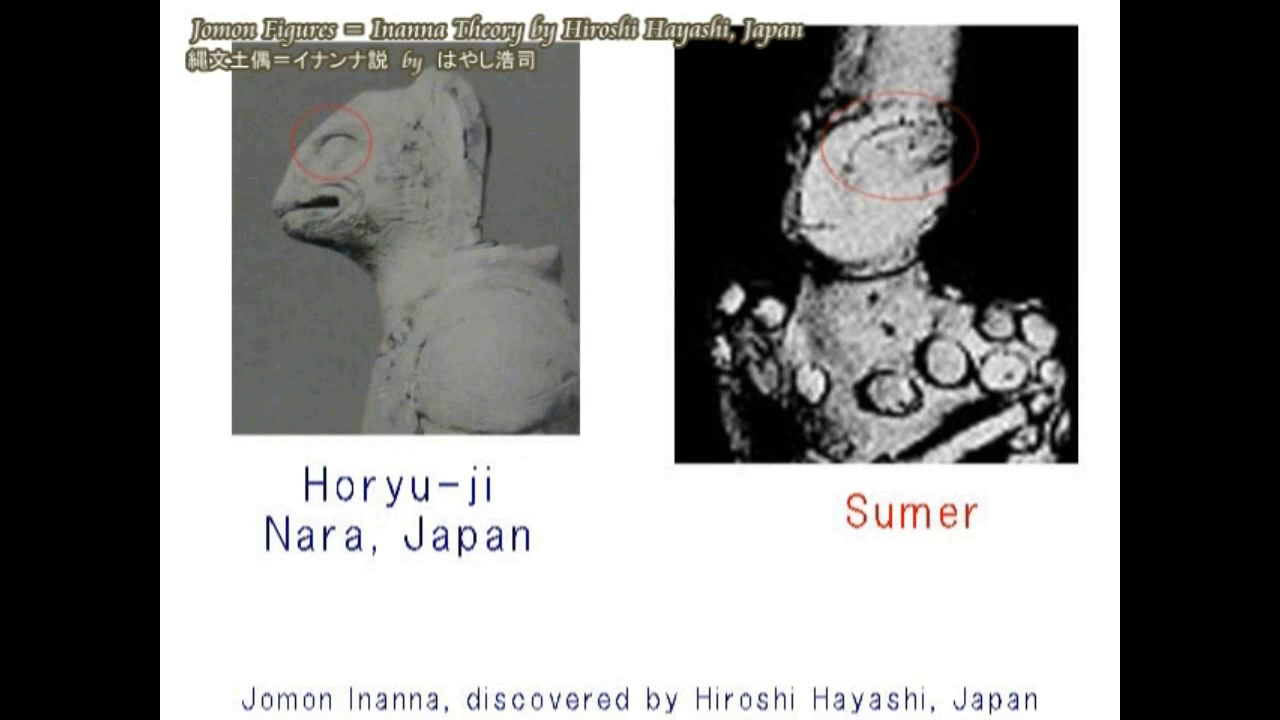 Jomon Figures = Inanna Theory by Hiroshi Hayashi, Japan
縄文土偶=イナンナ説 by はやし浩司
Horyu-ji
Nara, Japan
Sumer
Jomon Inanna, discovered by Hiroshi Hayashi, Japan